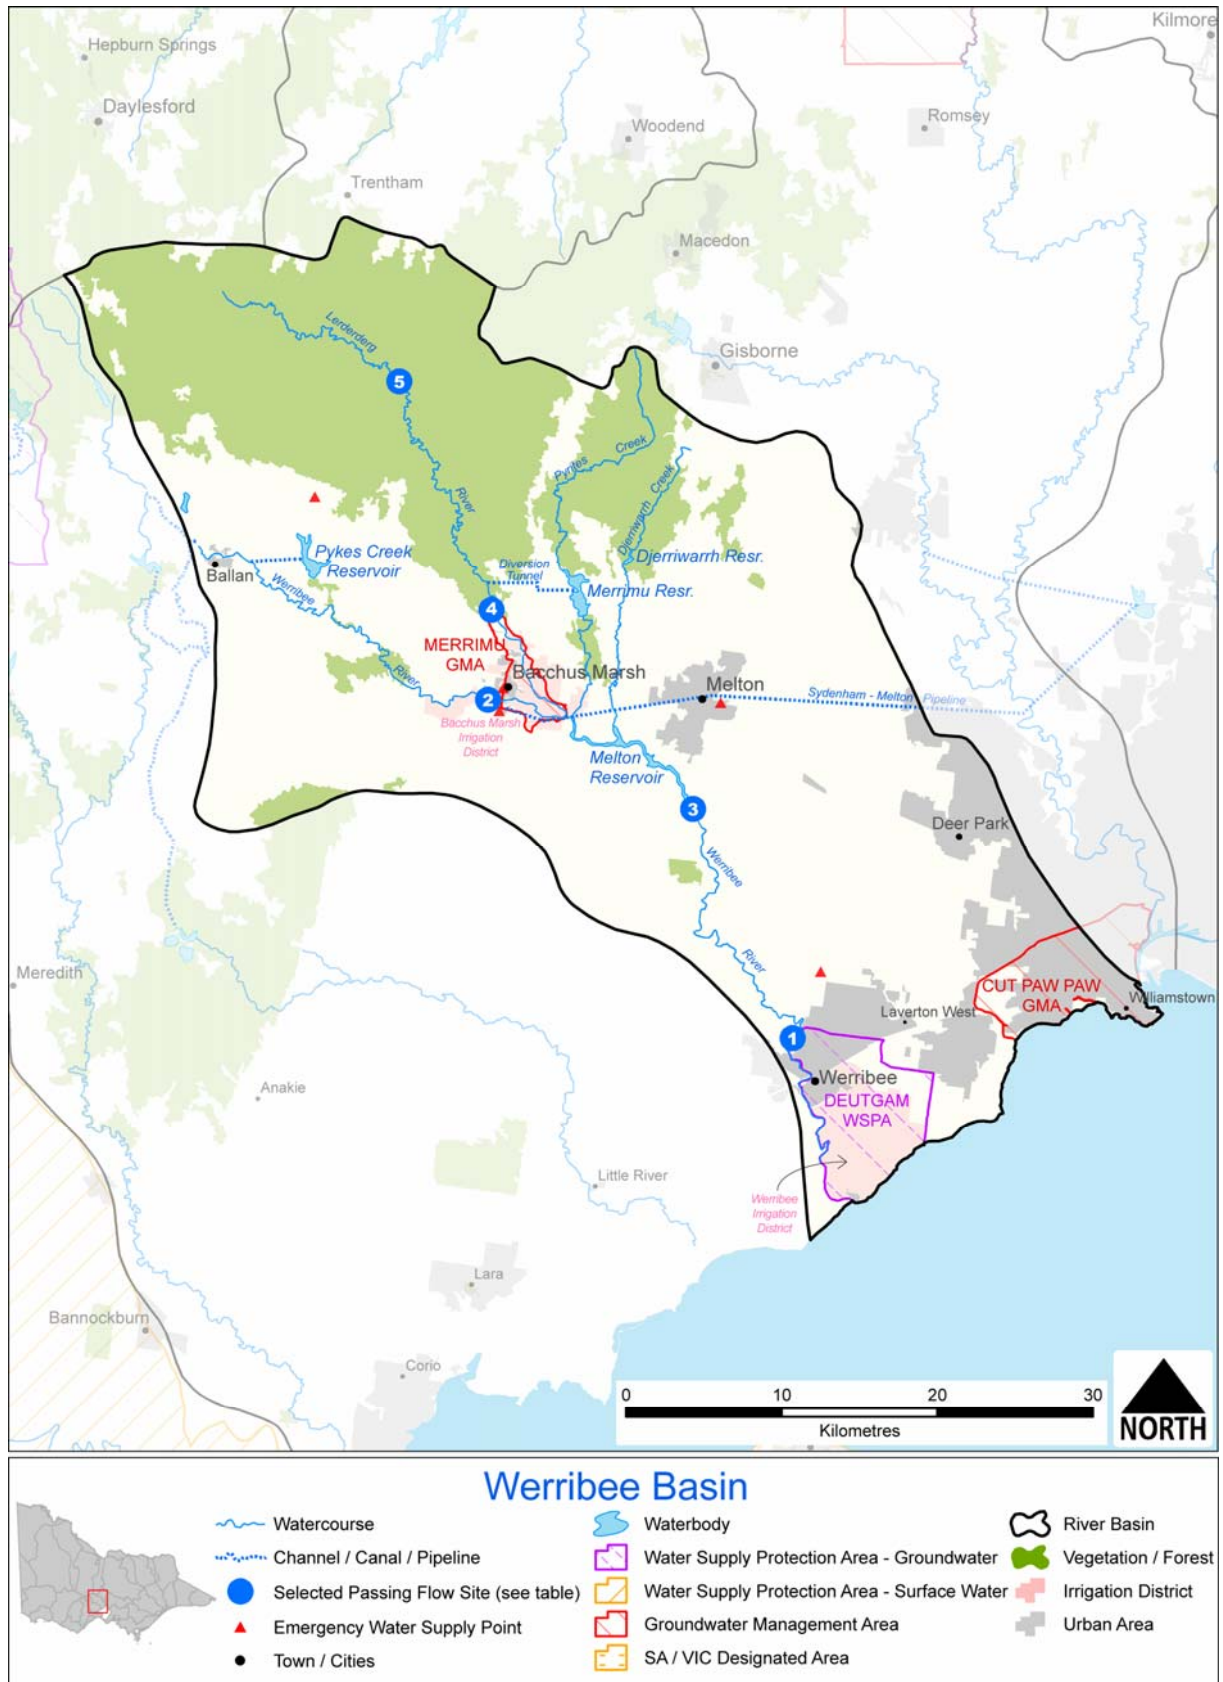 Kilmore
Hepburn Springs
Daylesford
Woodend
Romsey
Trentham
Macedon
Gisborne
Lerderderg
5
River
Pyrites
Creek
Djerriwarrh Creek
Pykes Creek
Reservoir
Ballan
Werribee
River
Diversion
Tunnel
Djerriwarrh Resr.
Merrimu Resr.
4
MERRIMU
GMA
Bacchus Marsh
2
Bacchus Marsh
Irrigation
District
Melton
Sydenham - Melton Pipeline
Melton
Reservoir
3
Deer Park
Werribee
River
Meredith
CUT PAW PAW
GMA
Williamstown
Laverton West
1
Werribee
DEUTGAM
WSPA
Anakie
Little River
Werribee
Irrigation
District
Lara
Bannockburn
Corio
0 10 20 30
Kilometres
NORTH
Werribee Basin
Watercourse
Channel / Canal / Pipeline
Selected Passing Flow Site (see table)
Emergency Water Supply Point
Town / Cities
Waterbody
Water Supply Protection Area - Groundwater
Water Supply Protection Area - Surface Water
Groundwater Management Area
SA / VIC Designated Area
River Basin
Vegetation / Forest
Irrigation District
Urban Area